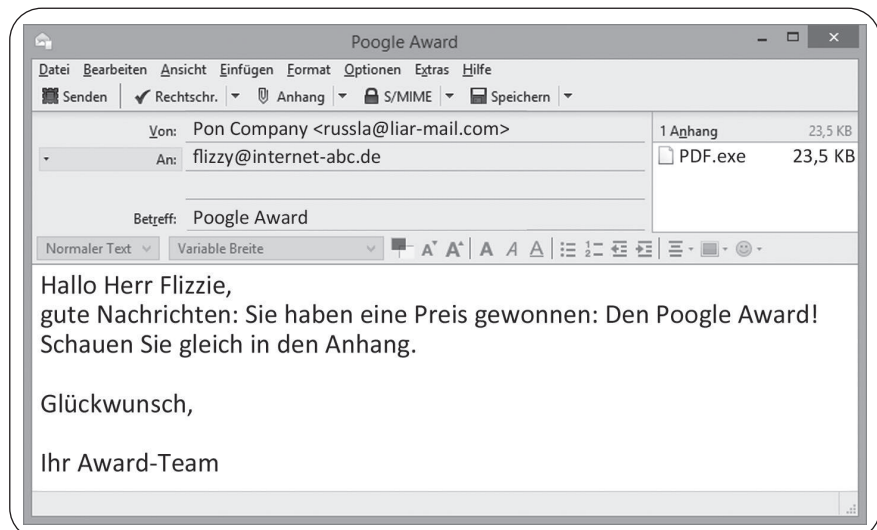 Poogle Award
Datei Bearbeiten Ansicht Einfügen Format Optionen Extras Hilfe
Senden Rechtschr. Anhang S/MIME Speichern
Von: Pon Company <russla@liar-mail.com>
An: flizzy@internet-abc.de
Betreff: Poogle Award
1 Anhang 23,5 KB
PDF.exe 23,5 KB
Normaler Text Variable Breite
Hallo Herr Flizzie,
gute Nachrichten: Sie haben eine Preis gewonnen: Den Poogle Award!
Schauen Sie gleich in den Anhang.
Glückwunsch,
Ihr Award-Team